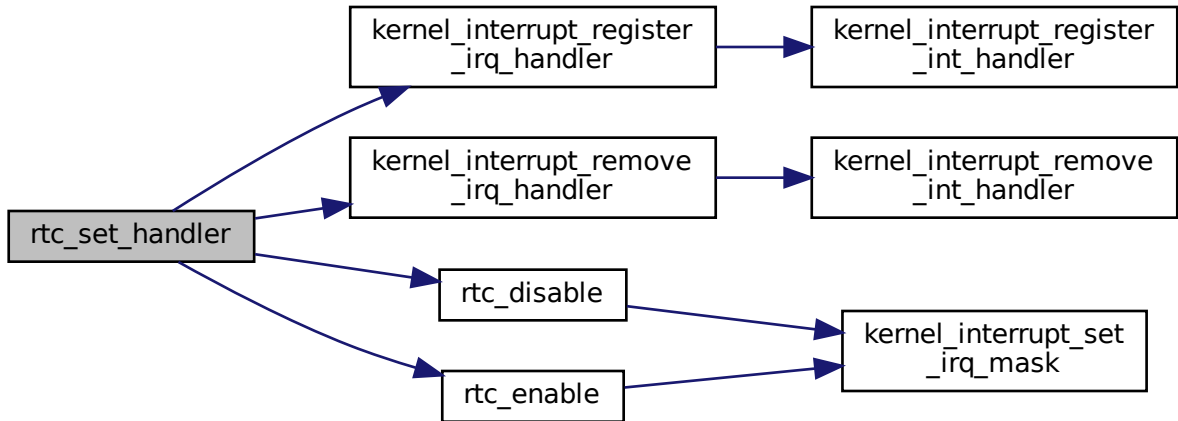 kernel_interrupt_register
_irq_handler
kernel_interrupt_register
_int_handler
kernel_interrupt_remove
_irq_handler
kernel_interrupt_remove
_int_handler
rtc_set_handler
rtc_disable
kernel_interrupt_set
_irq_mask
rtc_enable